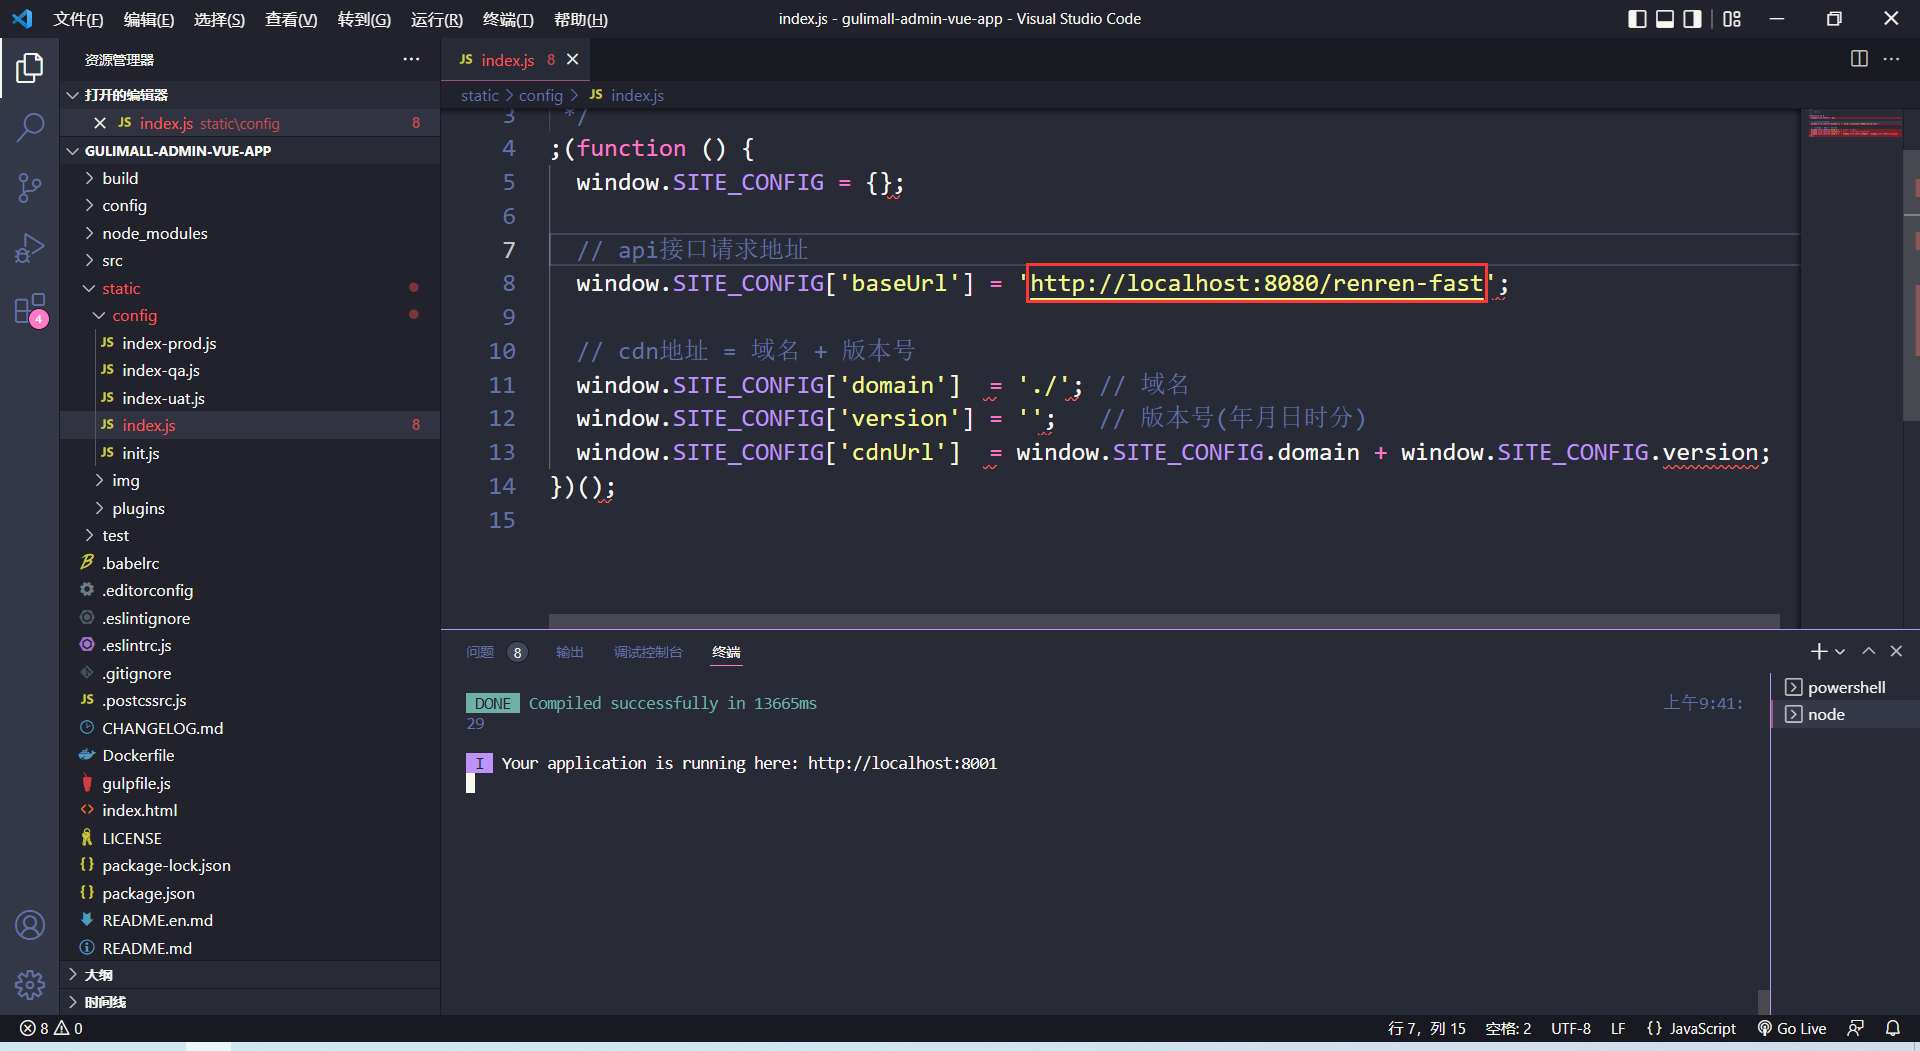 文件(F) 编辑(E) 选择(S) 查看(V) 转到(G) 运行(R) 终端(T) 帮助(H)
index.js - gulimall-admin-vue-app - Visual Studio Code
资源管理器
打开的编辑器
JS index.js static\config 8
GULIMALL-ADMIN-VUE-APP
build
config
node_modules
src
static
config
JS index-prod.js
JS index-qa.js
JS index-uat.js
JS index.js 8
JS init.js
img
plugins
test
.babelrc
.editorconfig
.eslintignore
.eslintrc.js
.gitignore
JS .postcssrc.js
CHANGELOG.md
Dockerfile
gulpfile.js
index.html
LICENSE
{} package-lock.json
{} package.json
README.en.md
README.md
大纲
时间线
4
JS index.js 8
static > config > JS index.js
3 */
4 ;(function () {
5 window.SITE_CONFIG = {};
6
7 // api接口请求地址
8 window.SITE_CONFIG['baseUrl'] = 'http://localhost:8080/renren-fast';
9
10 // cdn地址 = 域名 + 版本号
11 window.SITE_CONFIG['domain']  = './'; // 域名
12 window.SITE_CONFIG['version'] = '';   // 版本号(年月日时分)
13 window.SITE_CONFIG['cdnUrl']  = window.SITE_CONFIG.domain + window.SITE_CONFIG.version;
14 })();
15
问题 8 输出 调试控制台 终端
DONE Compiled successfully in 13665ms 上午9:41:
29
I Your application is running here: http://localhost:8001
powershell
node
8 0
行 7，列 15 空格: 2 UTF-8 LF {} JavaScript Go Live